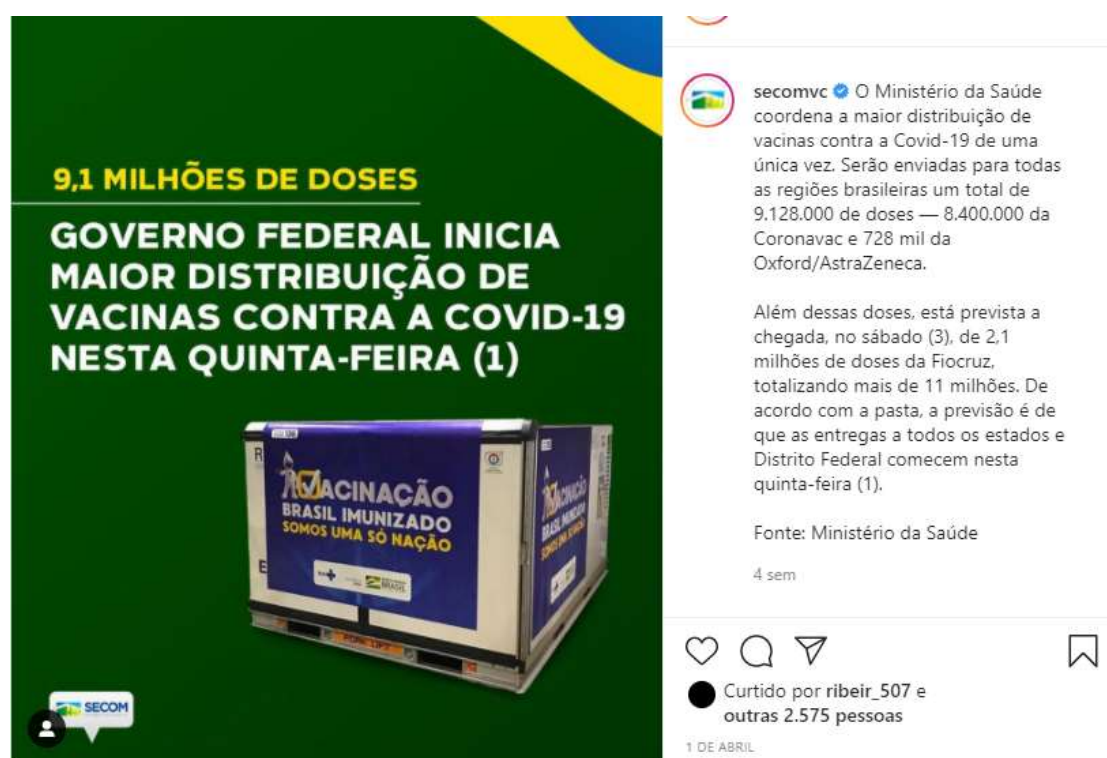 9,1 MILHÕES DE DOSES
GOVERNO FEDERAL INICIA
MAIOR DISTRIBUIÇÃO DE
VACINAS CONTRA A COVID-19
NESTA QUINTA-FEIRA (1)
VACINAÇÃO
BRASIL IMUNIZADO
SOMOS UMA SÓ NAÇÃO
BRASIL
SECOM
secomvc O Ministério da Saúde
coordena a maior distribuição de
vacinas contra a Covid-19 de uma
única vez. Serão enviadas para todas
as regiões brasileiras um total de
9.128.000 de doses — 8.400.000 da
Coronavac e 728 mil da
Oxford/AstraZeneca.
Além dessas doses, está prevista a
chegada, no sábado (3), de 2,1
milhões de doses da Fiocruz,
totalizando mais de 11 milhões. De
acordo com a pasta, a previsão é de
que as entregas a todos os estados e
Distrito Federal comecem nesta
quinta-feira (1).
Fonte: Ministério da Saúde
4 sem
Curtido por ribeir_507 e
outras 2.575 pessoas
1 DE ABRIL